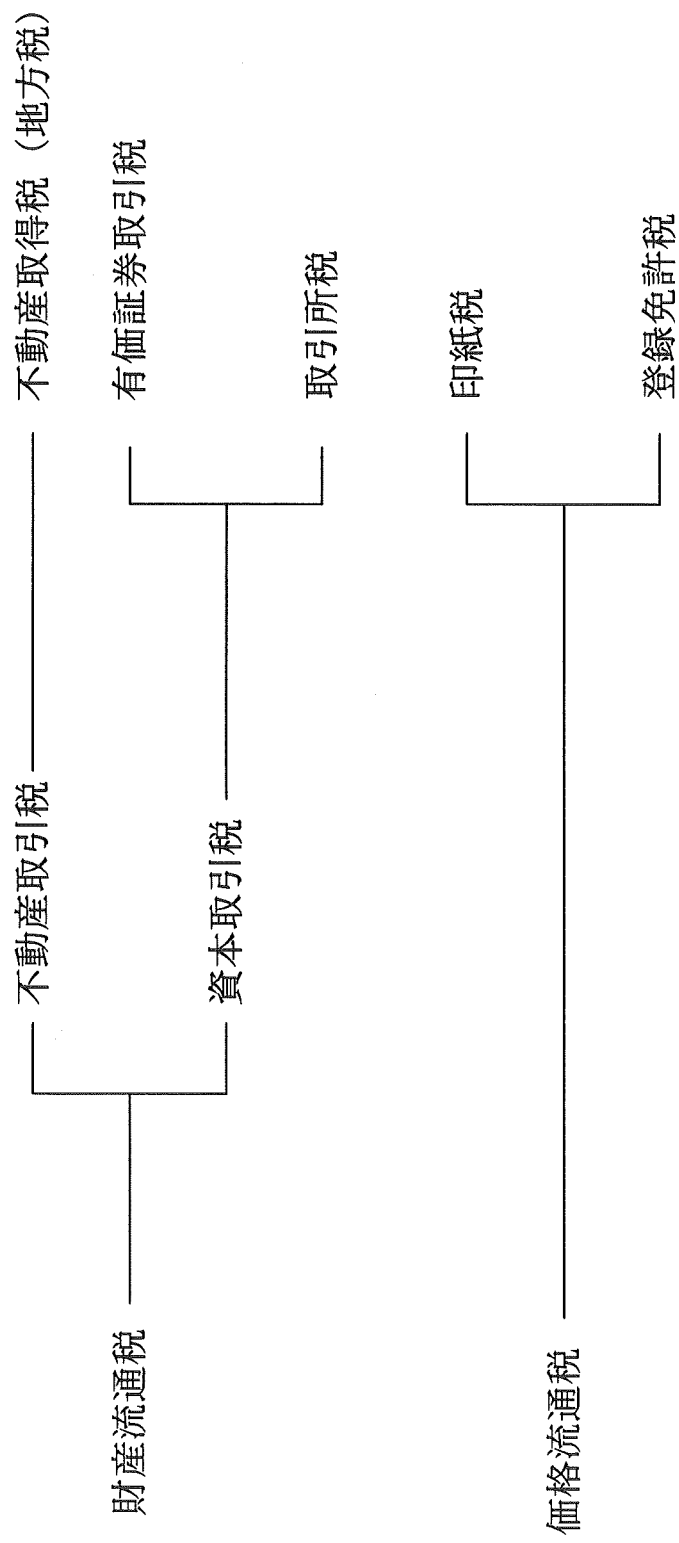 財産流通税
不動産取引税
不動産取得税（地方税）
資本取引税
有価証券取引税
取引所税
価格流通税
印紙税
登録免許税